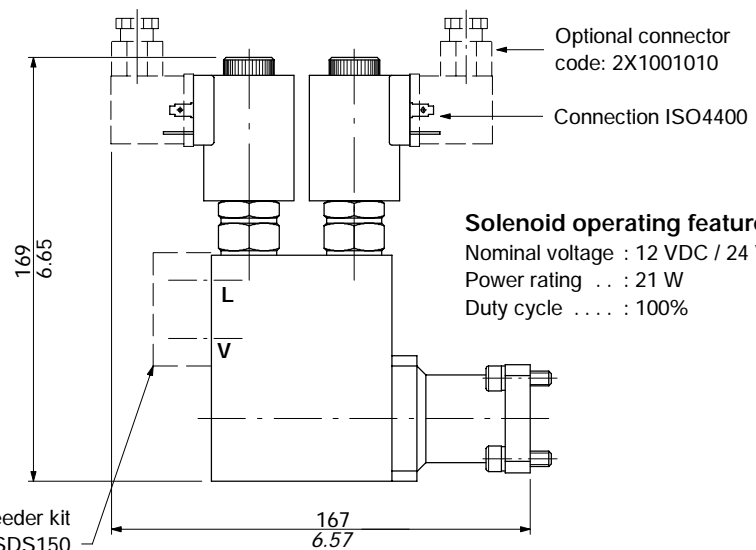 Optional connector
code: 2X1001010
Connection ISO4400
Solenoid operating feature
Nominal voltage : 12 VDC / 24
Power rating . . : 21 W
Duty cycle . . . . : 100%
169
6.65
L
V
eeder kit
SDS150
167
6.57